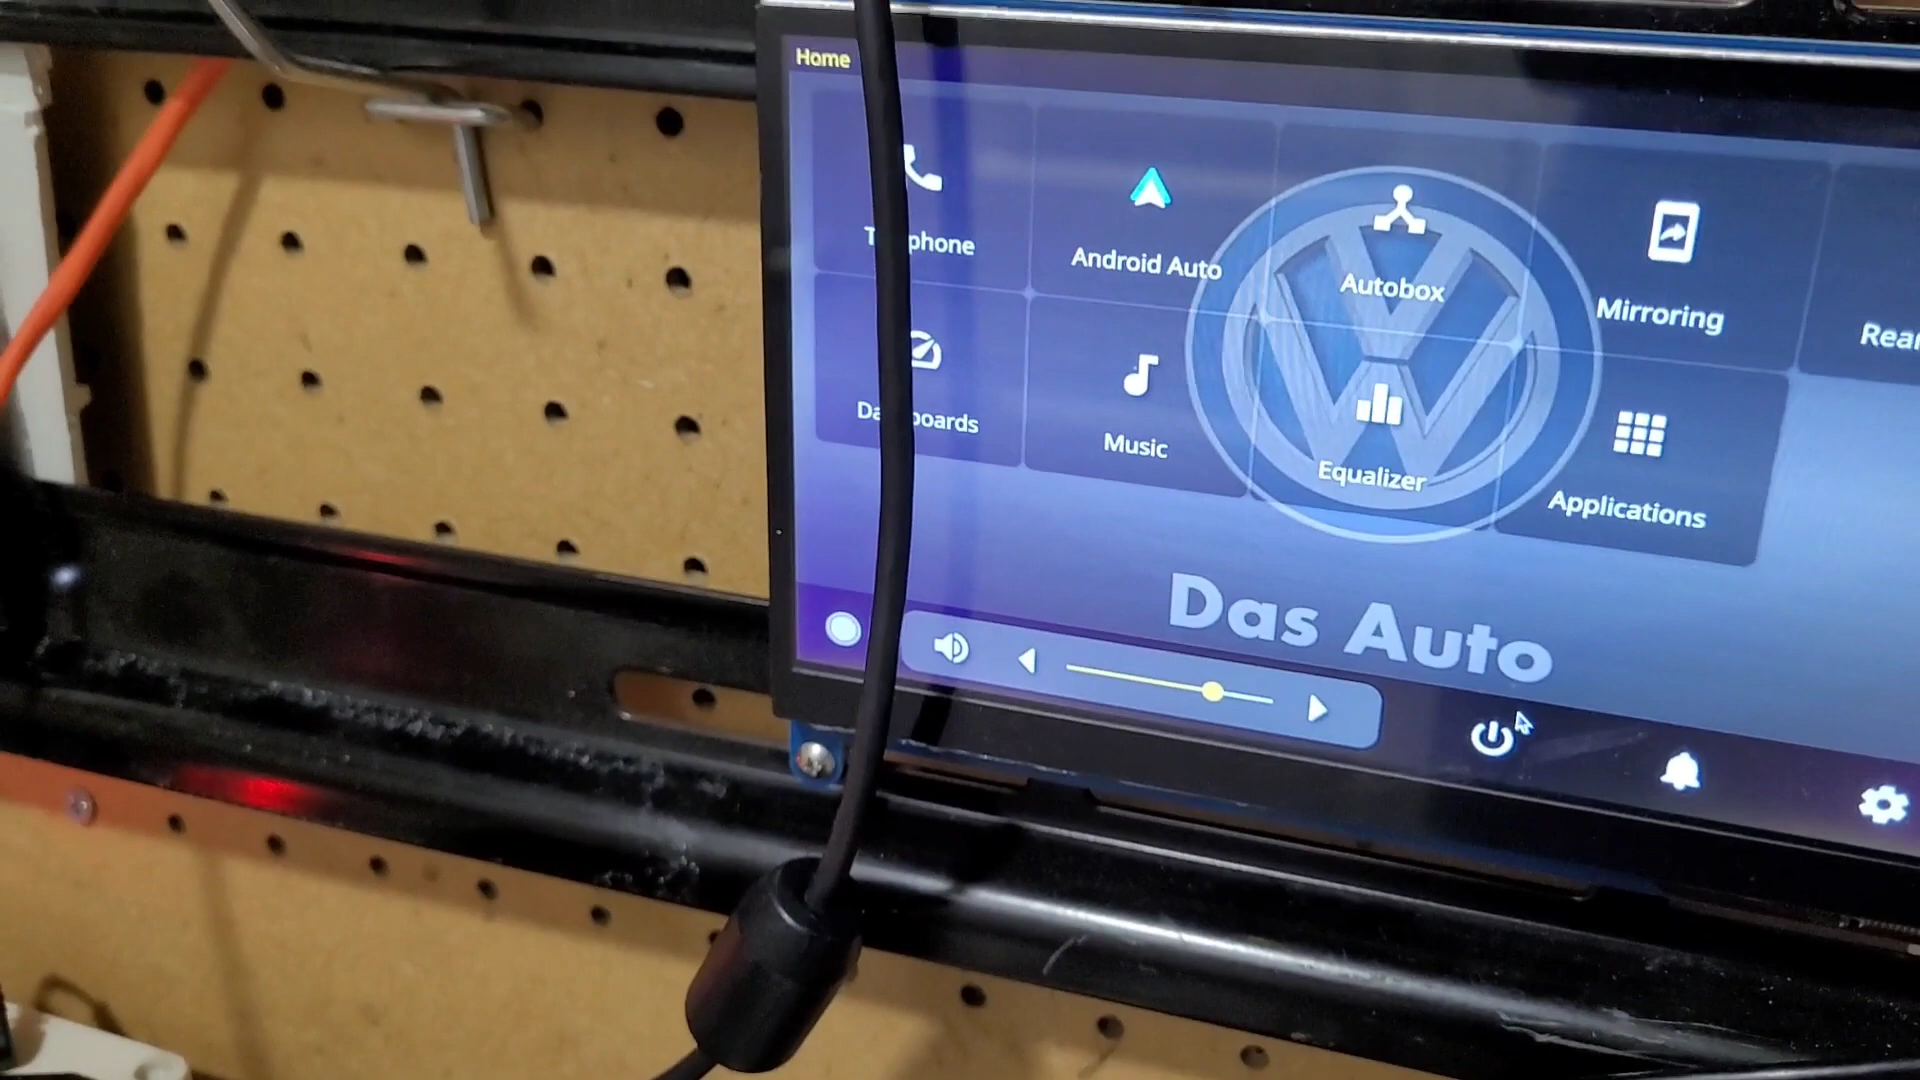 Home
Android Auto
Autobox
Mirroring
Music
Equalizer
Applications
Das Auto